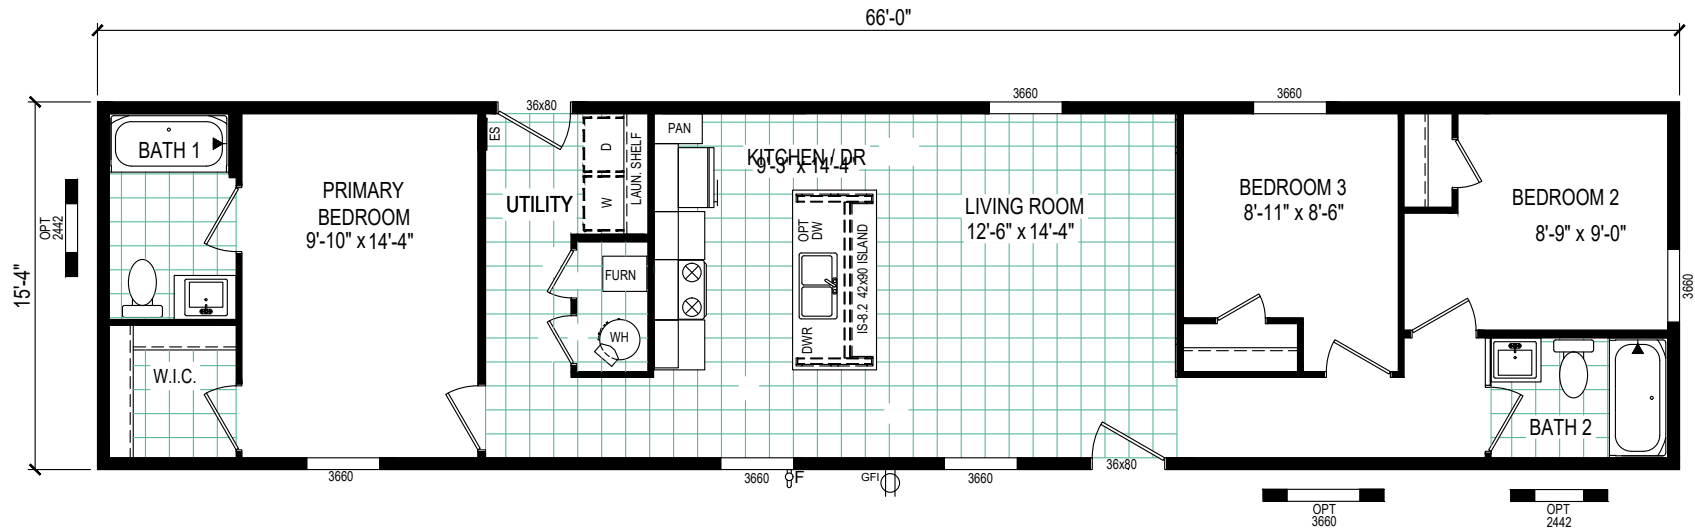 66'-0"
15'-4"
36x80
3660
3660
BATH 1
PRIMARY
BEDROOM
9'-10" x 14'-4"
OPT
2442
W.I.C.
3660
ES
UTILITY
D
W
LAUN. SHELF
FURN
WH
PAN
KITCHEN / DR
9'-3" x 14'-4"
OPT
DW
DWR
IS-8.2 42x90 ISLAND
LIVING ROOM
12'-6" x 14'-4"
3660
F
GFI
3660
36x80
BEDROOM 3
8'-11" x 8'-6"
BEDROOM 2
8'-9" x 9'-0"
3660
BATH 2
OPT
3660
OPT
2442